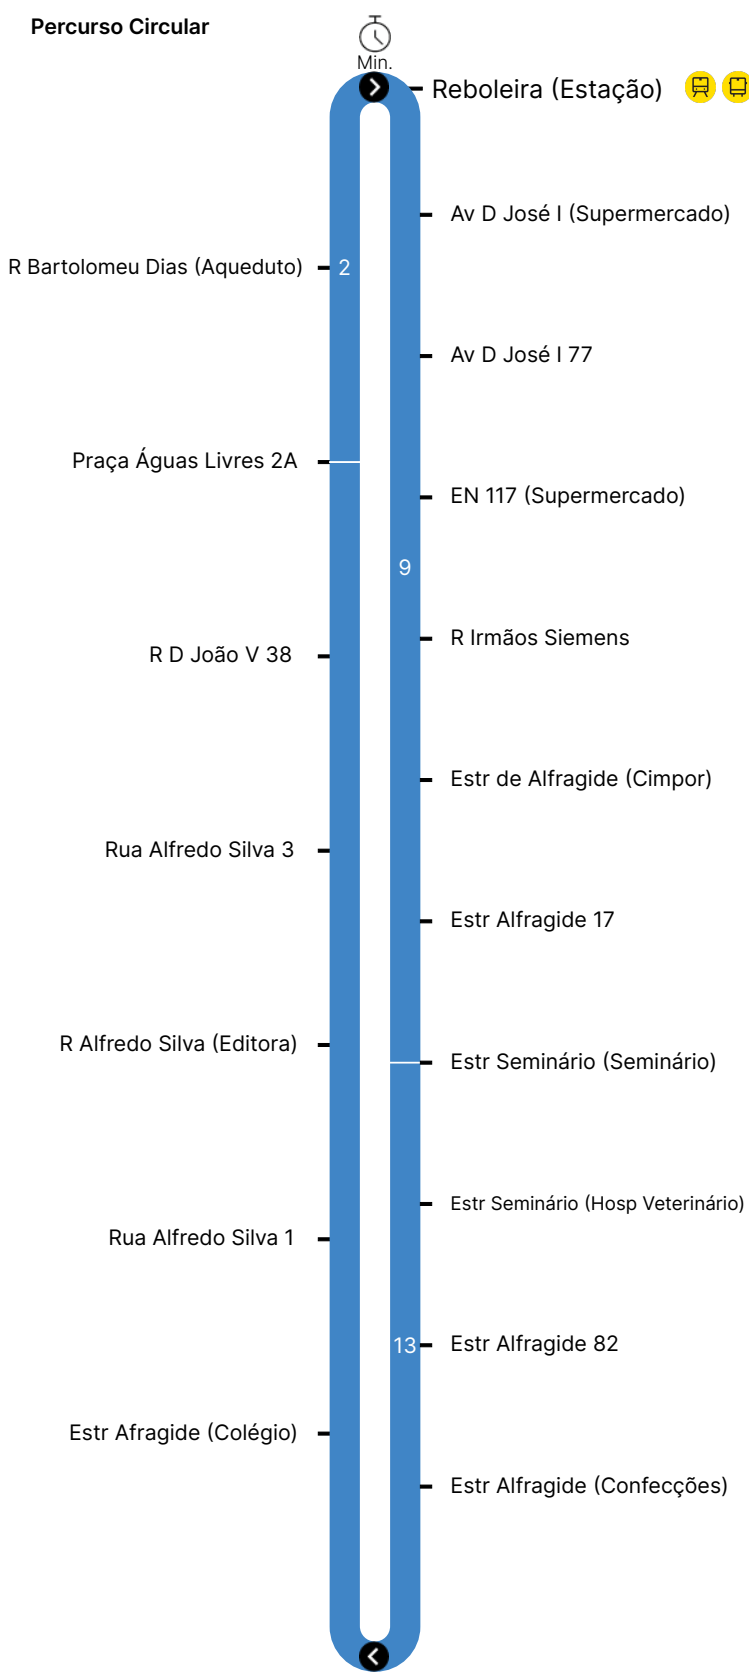 Percurso Circular
Min.
Reboleira (Estação)
Av D José I (Supermercado)
R Bartolomeu Dias (Aqueduto)
2
Av D José I 77
Praça Águas Livres 2A
EN 117 (Supermercado)
9
R Irmãos Siemens
R D João V 38
Estr de Alfragide (Cimpor)
Rua Alfredo Silva 3
Estr Alfragide 17
R Alfredo Silva (Editora)
Estr Seminário (Seminário)
Estr Seminário (Hosp Veterinário)
Rua Alfredo Silva 1
13
Estr Alfragide 82
Estr Afragide (Colégio)
Estr Alfragide (Confecções)